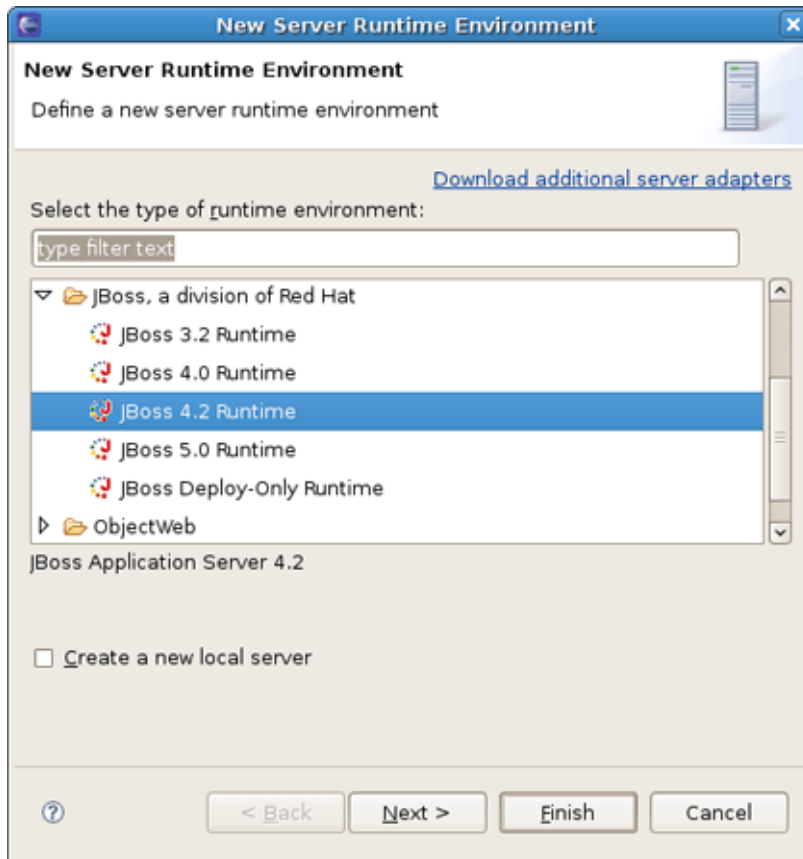 New Server Runtime Environment
New Server Runtime Environment
Define a new server runtime environment
Download additional server adapters
Select the type of runtime environment:
type filter text
JBoss, a division of Red Hat
JBoss 3.2 Runtime
JBoss 4.0 Runtime
JBoss 4.2 Runtime
JBoss 5.0 Runtime
JBoss Deploy-Only Runtime
ObjectWeb
JBoss Application Server 4.2
Create a new local server
? < Back Next > Finish Cancel